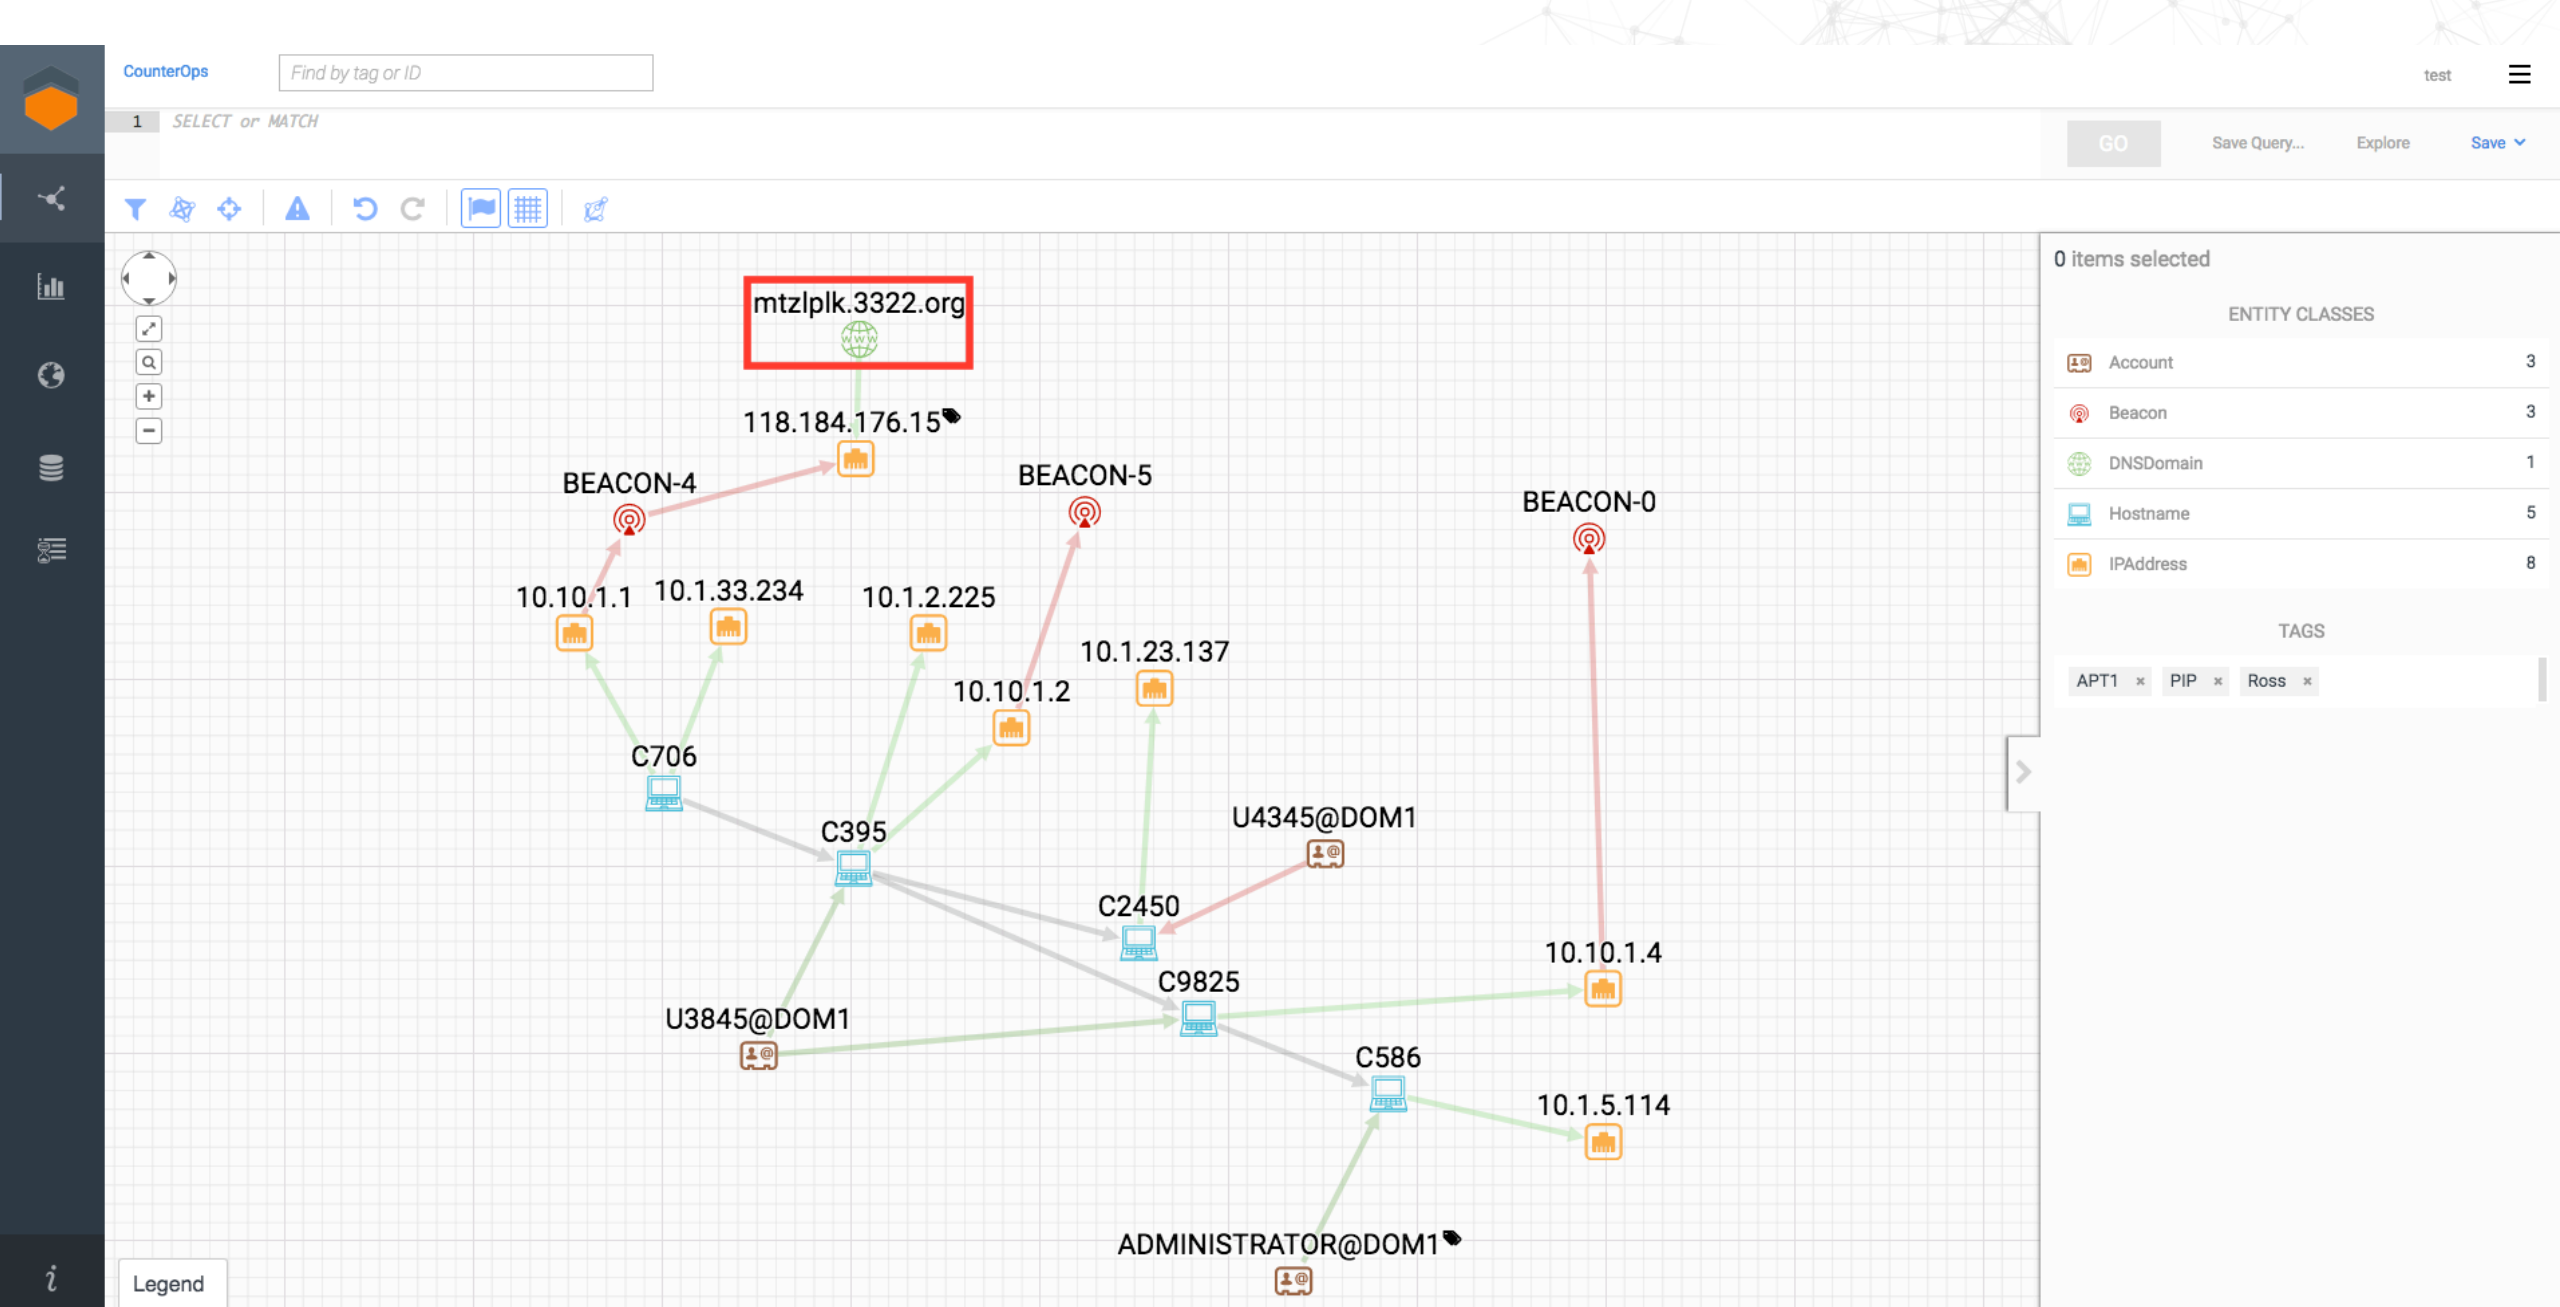 CounterOps
Find by tag or ID
test
1 SELECT or MATCH
GO
Save Query...
Explore
Save
mtzlplk.3322.org
118.184.176.15
BEACON-4
BEACON-5
BEACON-0
10.10.1.1
10.1.33.234
10.1.2.225
10.1.23.137
10.10.1.2
C706
C395
U4345@DOM1
C2450
10.10.1.4
C9825
U3845@DOM1
C586
10.1.5.114
ADMINISTRATOR@DOM1
Legend
0 items selected
ENTITY CLASSES
Account 3
Beacon 3
DNSDomain 1
Hostname 5
IPAddress 8
TAGS
APT1 × PIP × Ross ×